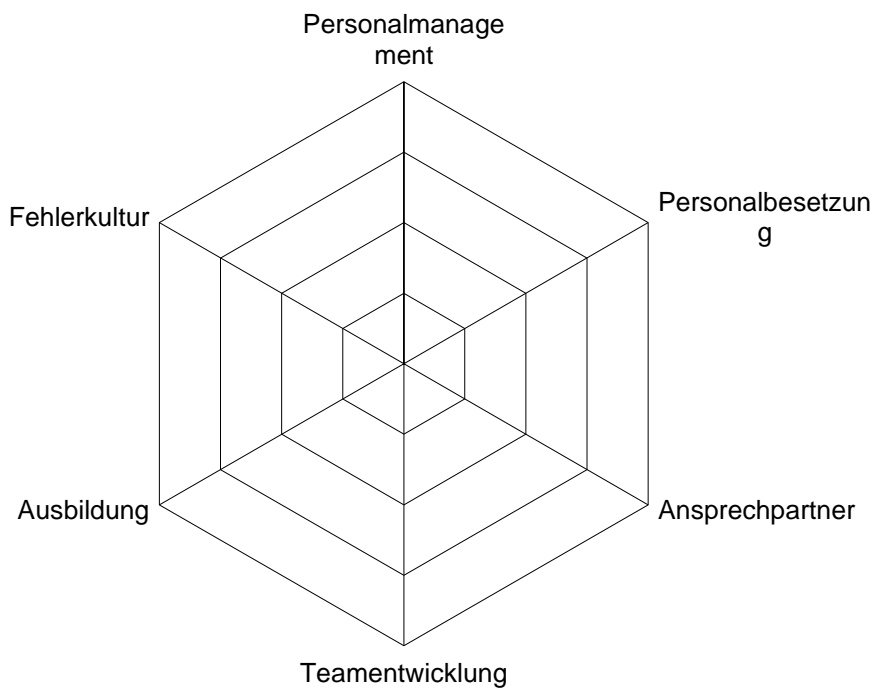 Personalmanage
ment
Fehlerkultur
Personalbesetzun
g
Ausbildung
Ansprechpartner
Teamentwicklung